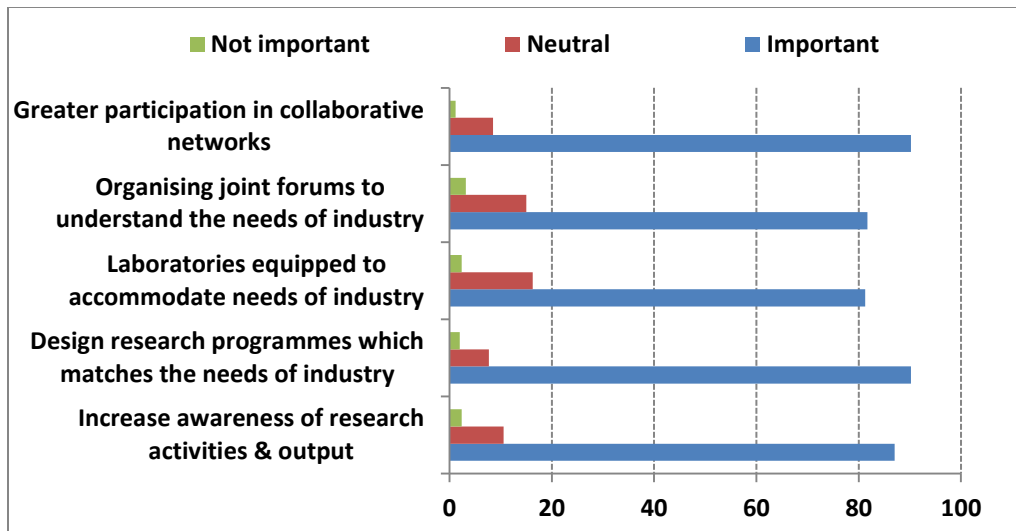 Not important Neutral Important
Greater participation in collaborative
networks
Organising joint forums to
understand the needs of industry
Laboratories equipped to
accommodate needs of industry
Design research programmes which
matches the needs of industry
Increase awareness of research
activities & output
0 20 40 60 80 100